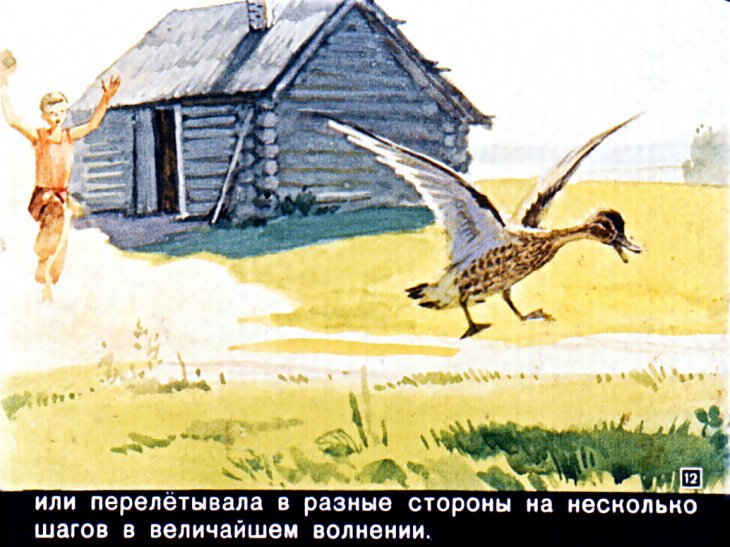 12
или перелётывала в разные стороны на несколько
шагов в величайшем волнении.